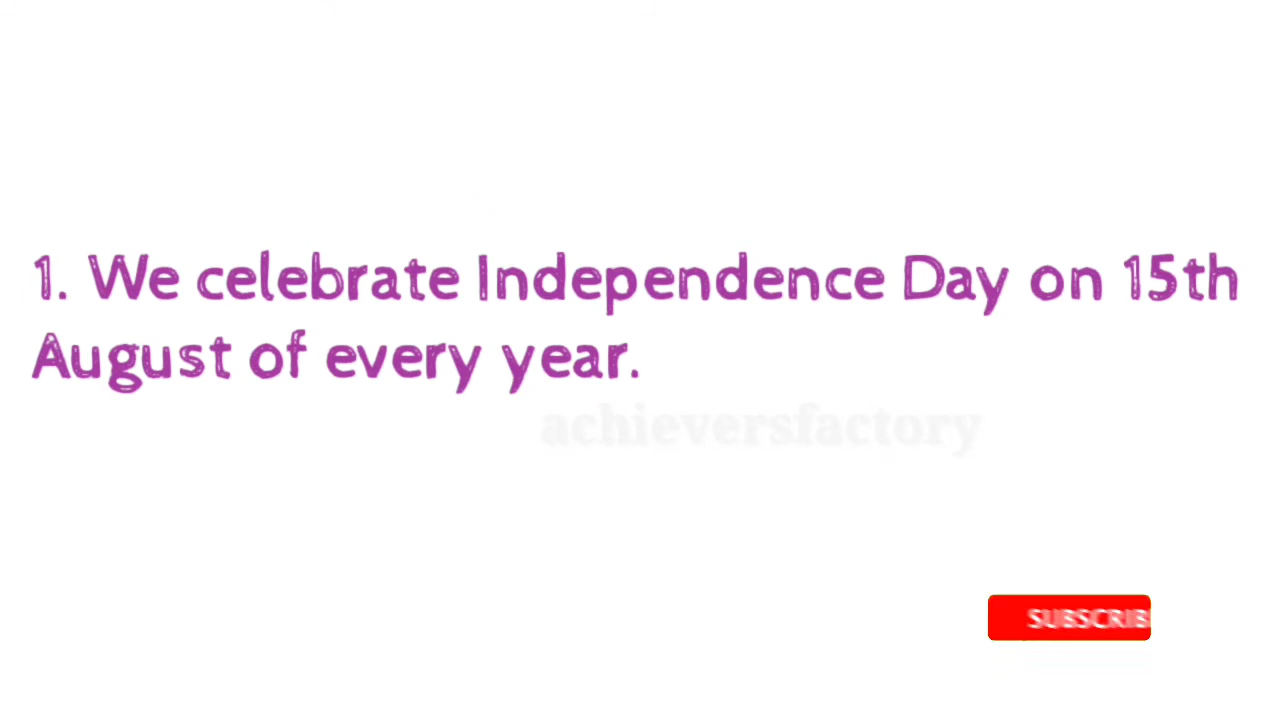 1. We celebrate Independence Day on 15th
August of every year.
achieversfactory
SUBSCRIB